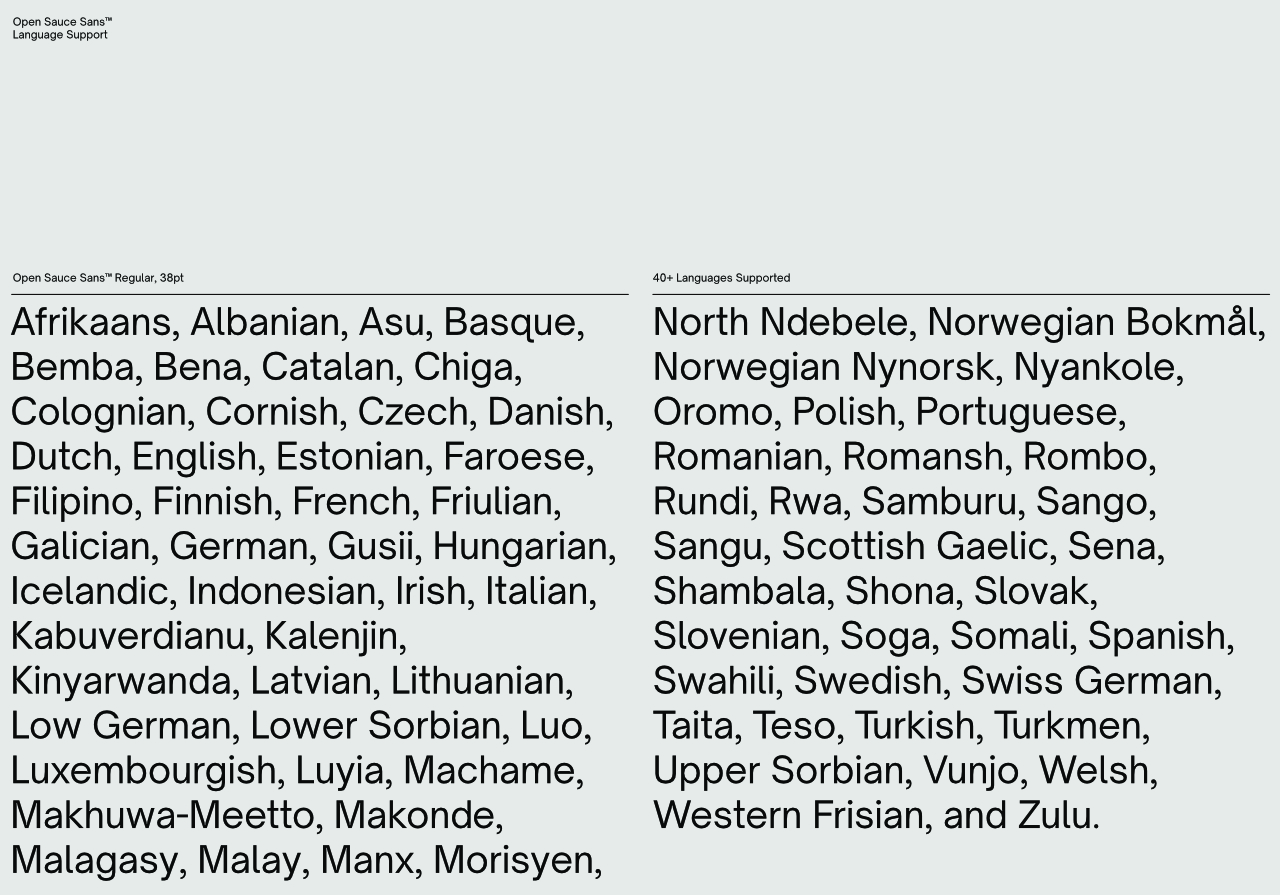 Open Sauce Sans™
Language Support
Open Sauce Sans™ Regular, 38pt
Afrikaans, Albanian, Asu, Basque,
Bemba, Bena, Catalan, Chiga,
Colognian, Cornish, Czech, Danish,
Dutch, English, Estonian, Faroese,
Filipino, Finnish, French, Friulian,
Galician, German, Gusii, Hungarian,
Icelandic, Indonesian, Irish, Italian,
Kabuverdianu, Kalenjin,
Kinyarwanda, Latvian, Lithuanian,
Low German, Lower Sorbian, Luo,
Luxembourgish, Luyia, Machame,
Makhuwa-Meetto, Makonde,
Malagasy, Malay, Manx, Morisyen,
40+ Languages Supported
North Ndebele, Norwegian Bokmål,
Norwegian Nynorsk, Nyankole,
Oromo, Polish, Portuguese,
Romanian, Romansh, Rombo,
Rundi, Rwa, Samburu, Sango,
Sangu, Scottish Gaelic, Sena,
Shambala, Shona, Slovak,
Slovenian, Soga, Somali, Spanish,
Swahili, Swedish, Swiss German,
Taita, Teso, Turkish, Turkmen,
Upper Sorbian, Vunjo, Welsh,
Western Frisian, and Zulu.